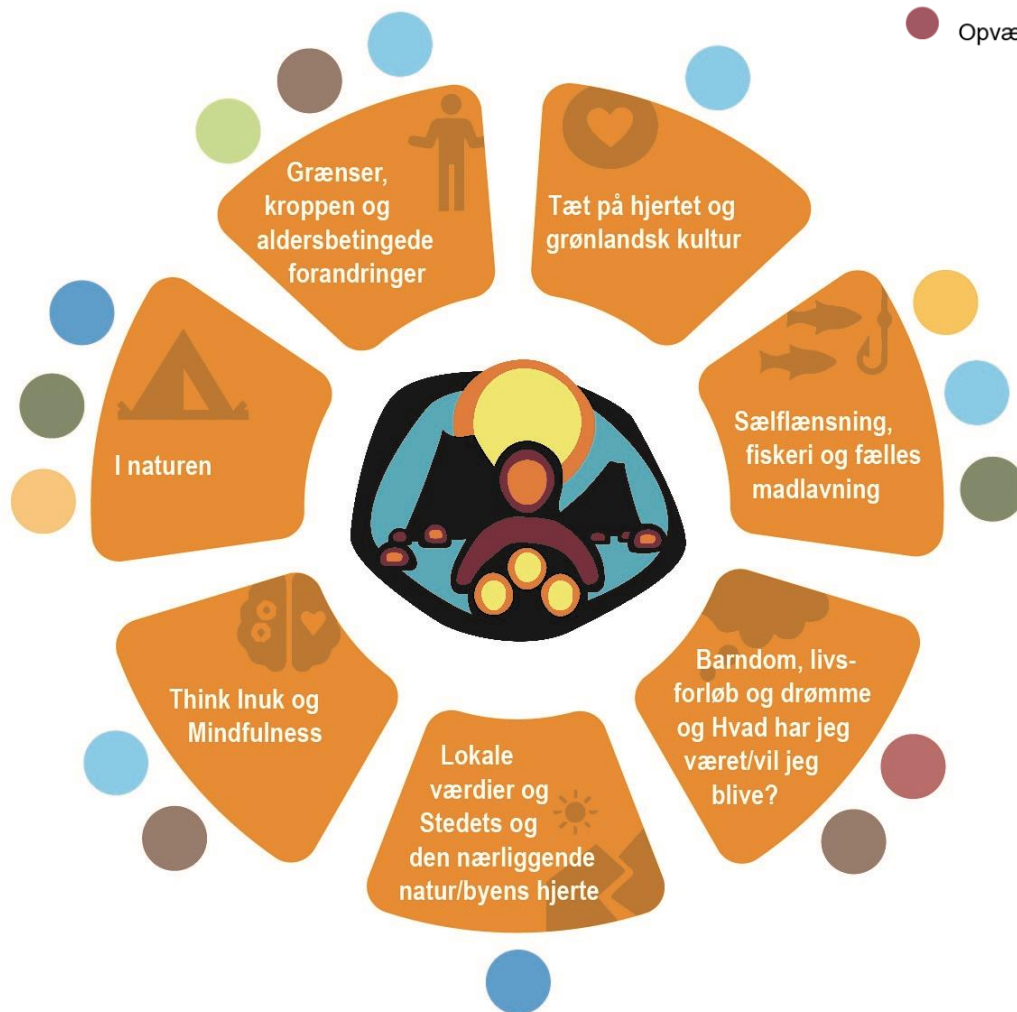 Opvæ
Grænser,
kroppen og
aldersbetingede
forandringer
Tæt på hjertet og
grønlandsk kultur
Sælflænsning,
fiskeri og fælles
madlavning
Barndom, livs-
forløb og drømme
og Hvad har jeg
været/vil jeg
blive?
Lokale
værdier og
Stedets og
den nærliggende
natur/byens hjerte
Think Inuk og
Mindfulness
I naturen